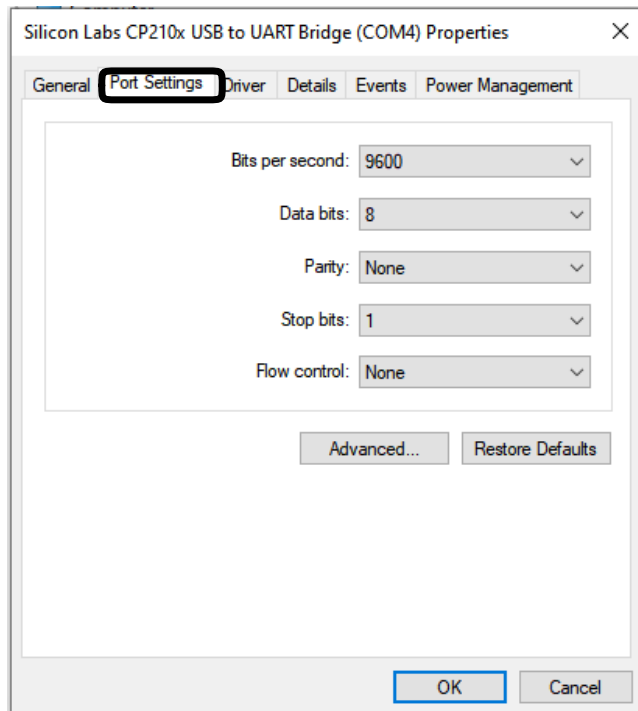 Silicon Labs CP210x USB to UART Bridge (COM4) Properties
General Port Settings Driver Details Events Power Management
Bits per second: 9600
Data bits: 8
Parity: None
Stop bits: 1
Flow control: None
Advanced... Restore Defaults
OK Cancel